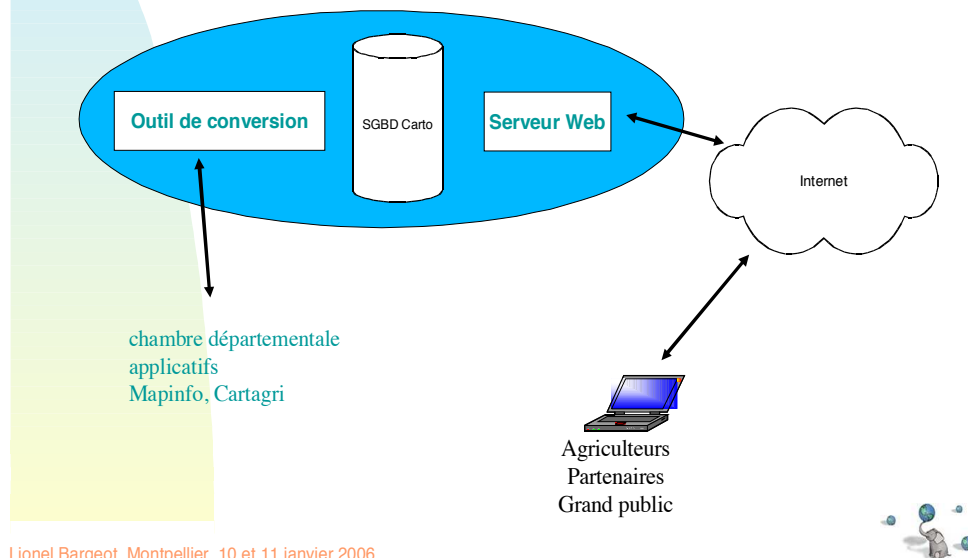 Outil de conversion
SGBD Carto
Serveur Web
Internet
chambre départementale
applicatifs
Mapinfo, Cartagri
Agriculteurs
Partenaires
Grand public
Lionel Bargeot, Montpellier, 10 et 11 janvier 2006